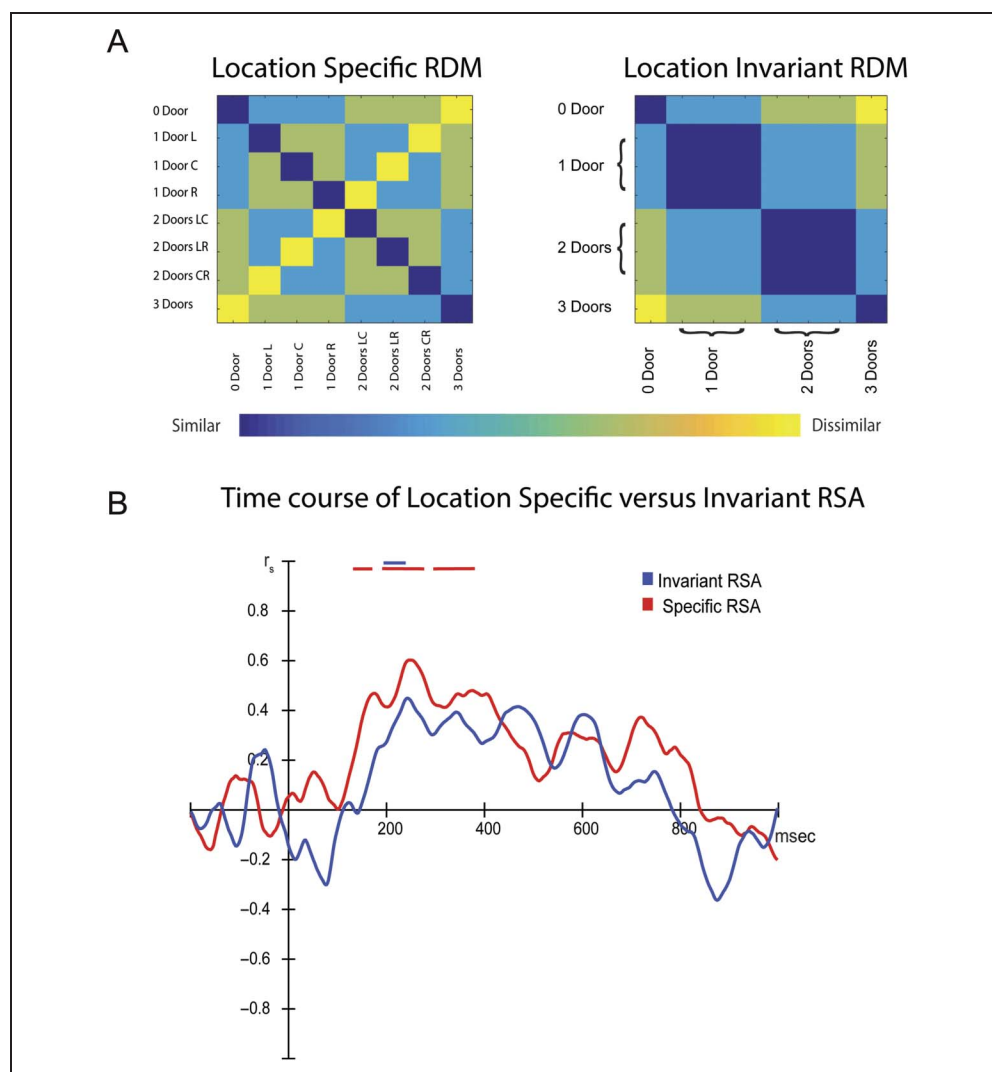 A
Location Specific RDM
Location Invariant RDM
0 Door
1 Door L
1 Door C
1 Door R
2 Doors LC
2 Doors LR
2 Doors CR
3 Doors
0 Door
1 Door L
1 Door C
1 Door R
2 Doors LC
2 Doors LR
2 Doors CR
3 Doors
0 Door
1 Door
2 Doors
3 Doors
0 Door
1 Door
2 Doors
3 Doors
Similar
Dissimilar
B
Time course of Location Specific versus Invariant RSA
rs
Invariant RSA
Specific RSA
0.8
0.6
0.4
0.2
200
400
600
800
msec
−0.2
−0.4
−0.6
−0.8